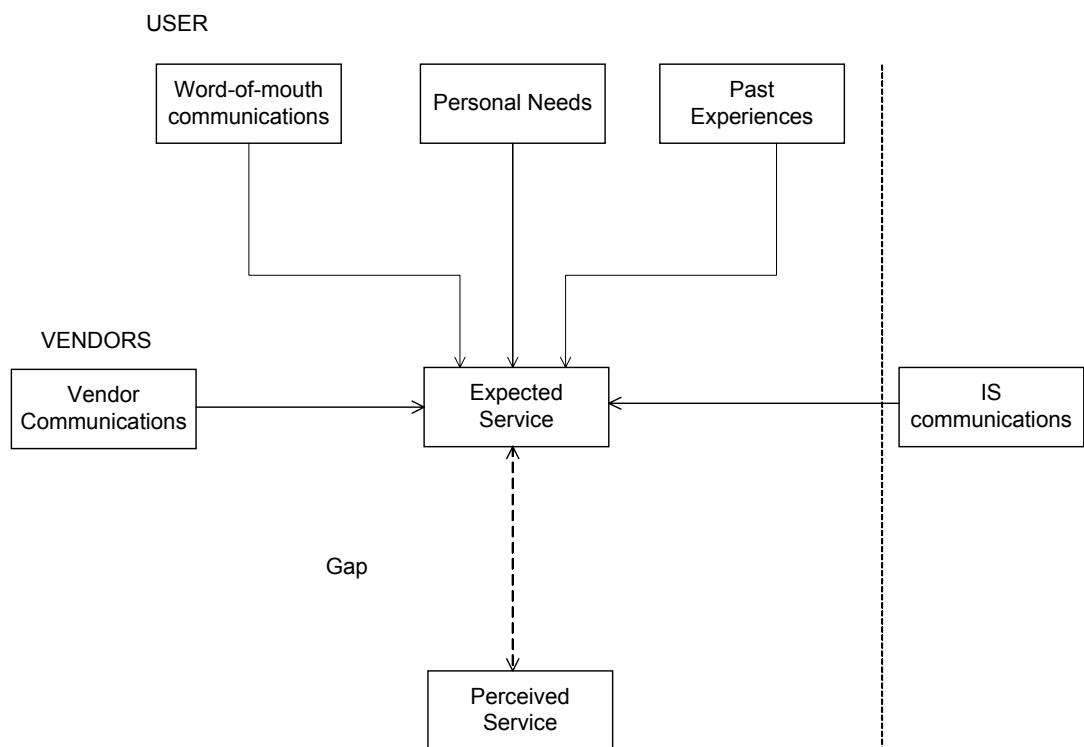 USER
Word-of-mouth
communications
Personal Needs
Past
Experiences
VENDORS
Vendor
Communications
Expected
Service
IS
communications
Gap
Perceived
Service